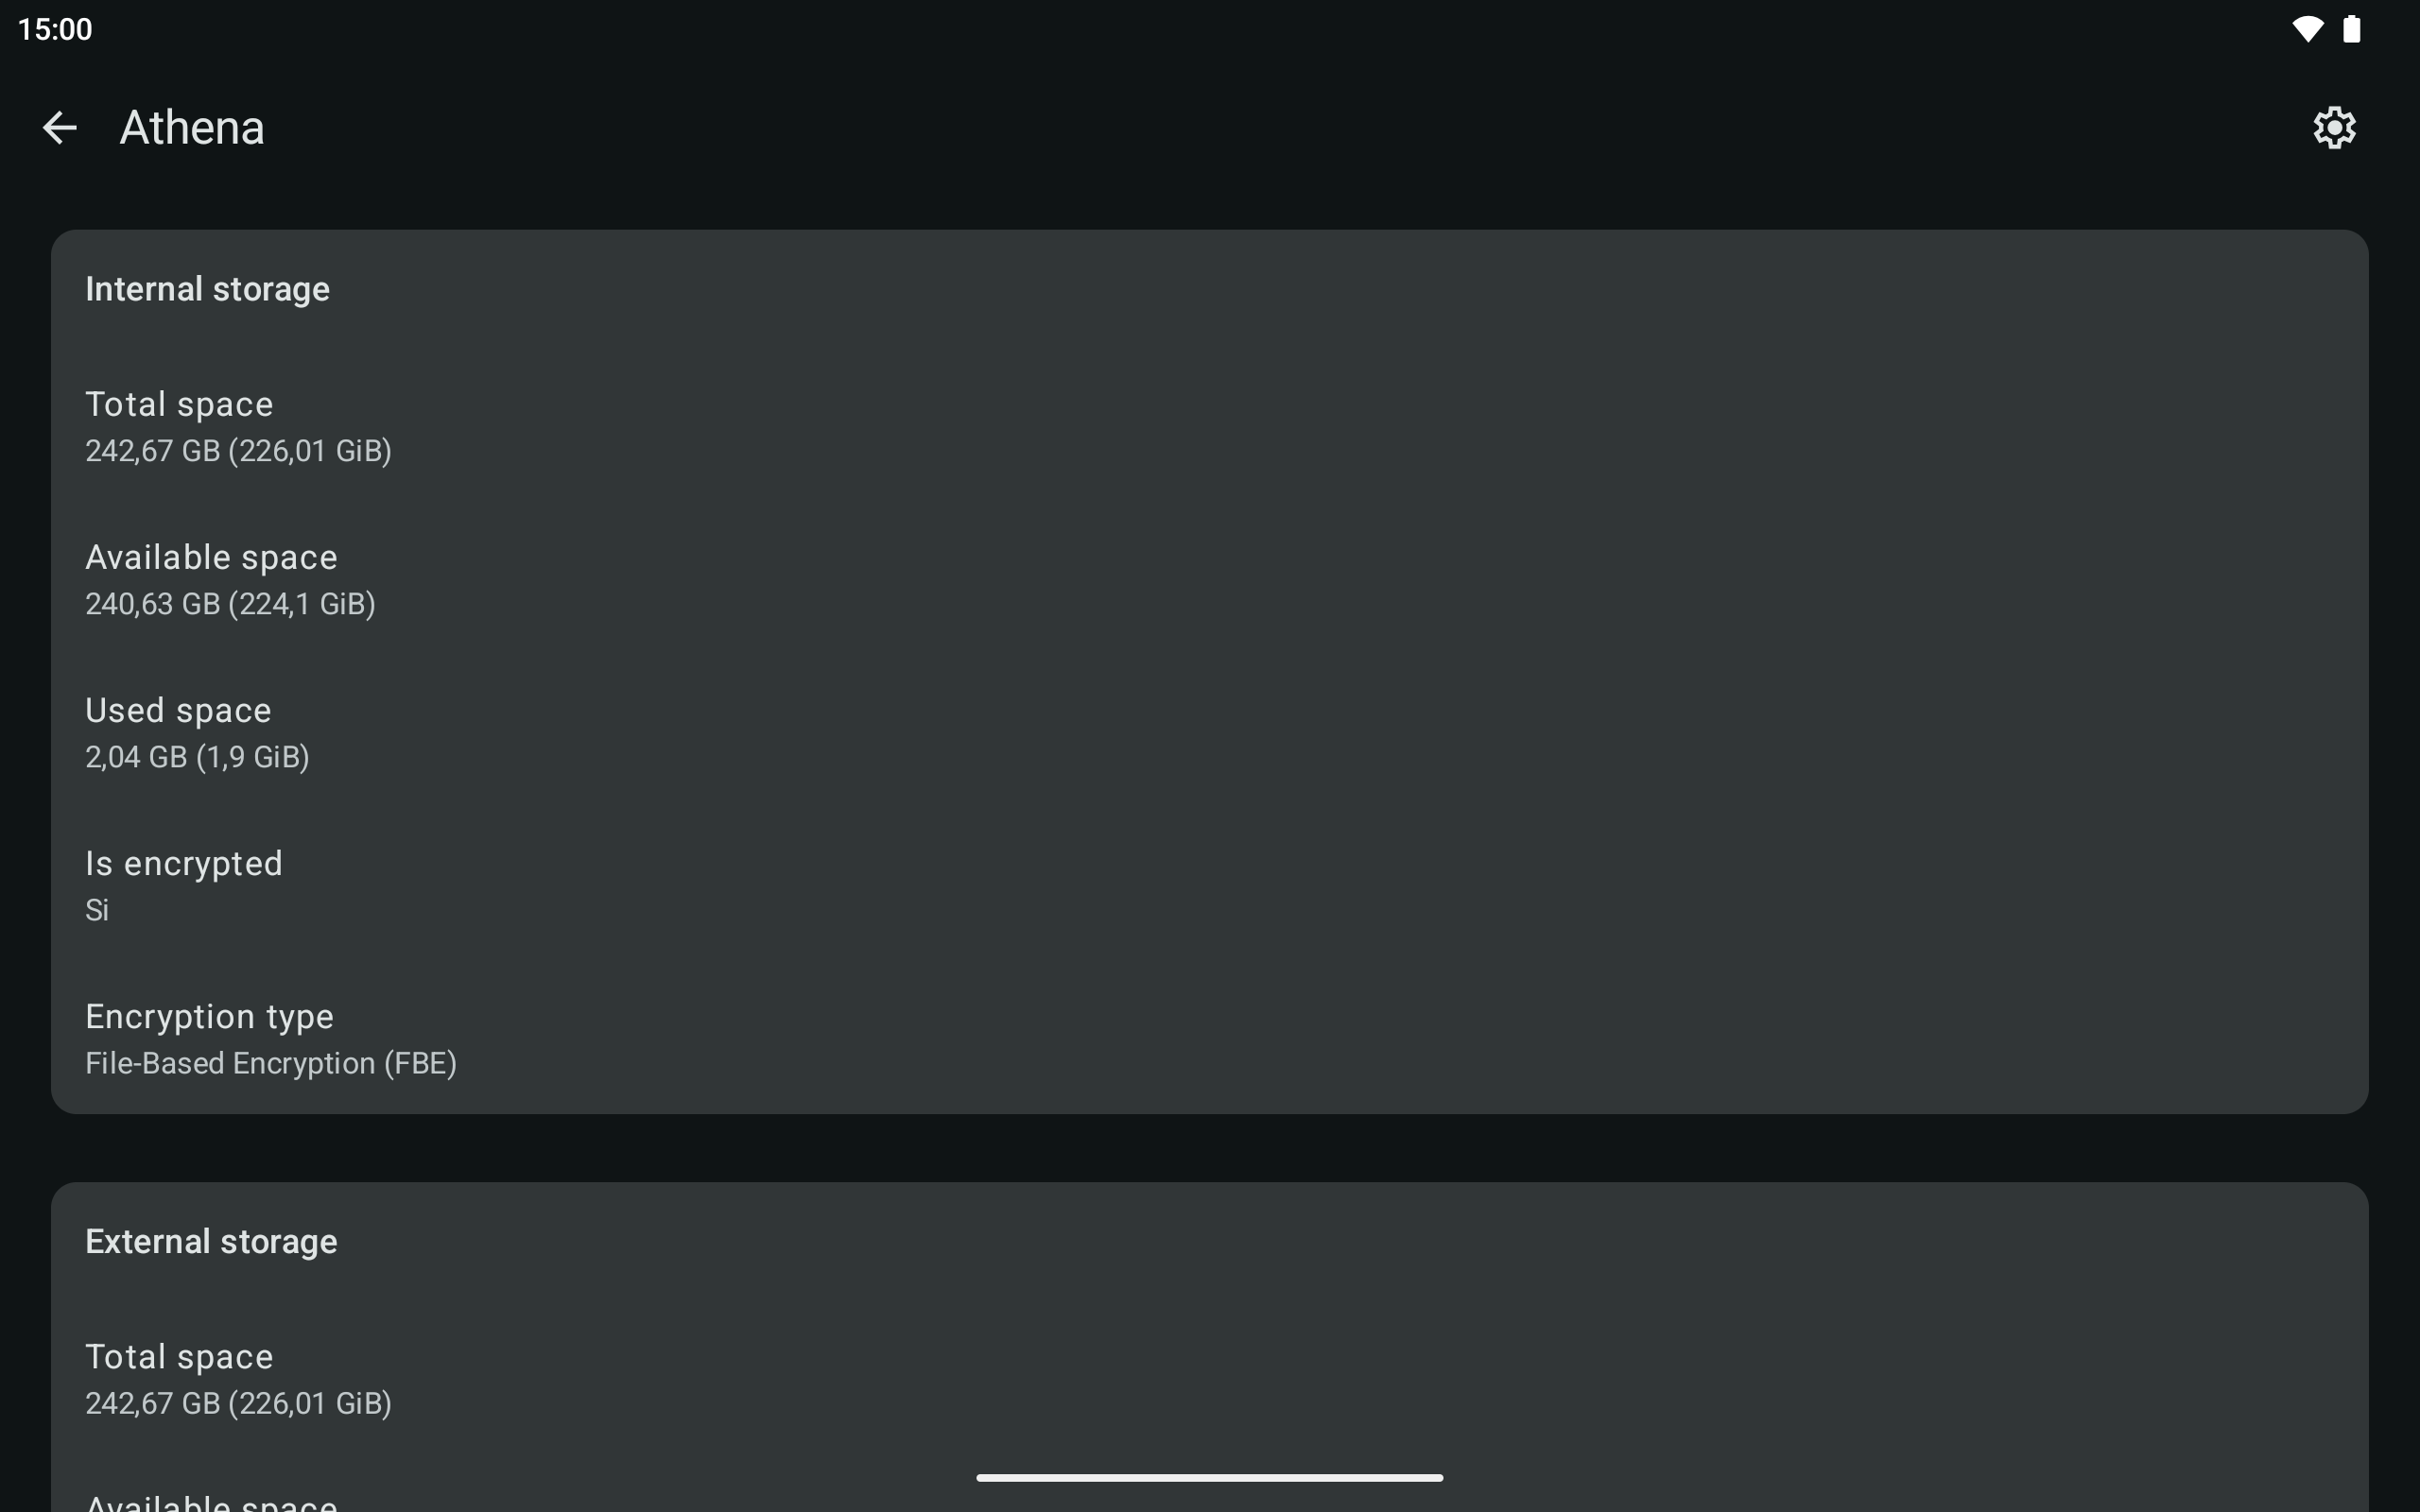 15:00
Athena
Internal storage
Total space
242,67 GB (226,01 GiB)
Available space
240,63 GB (224,1 GiB)
Used space
2,04 GB (1,9 GiB)
Is encrypted
Si
Encryption type
File-Based Encryption (FBE)
External storage
Total space
242,67 GB (226,01 GiB)
Available space